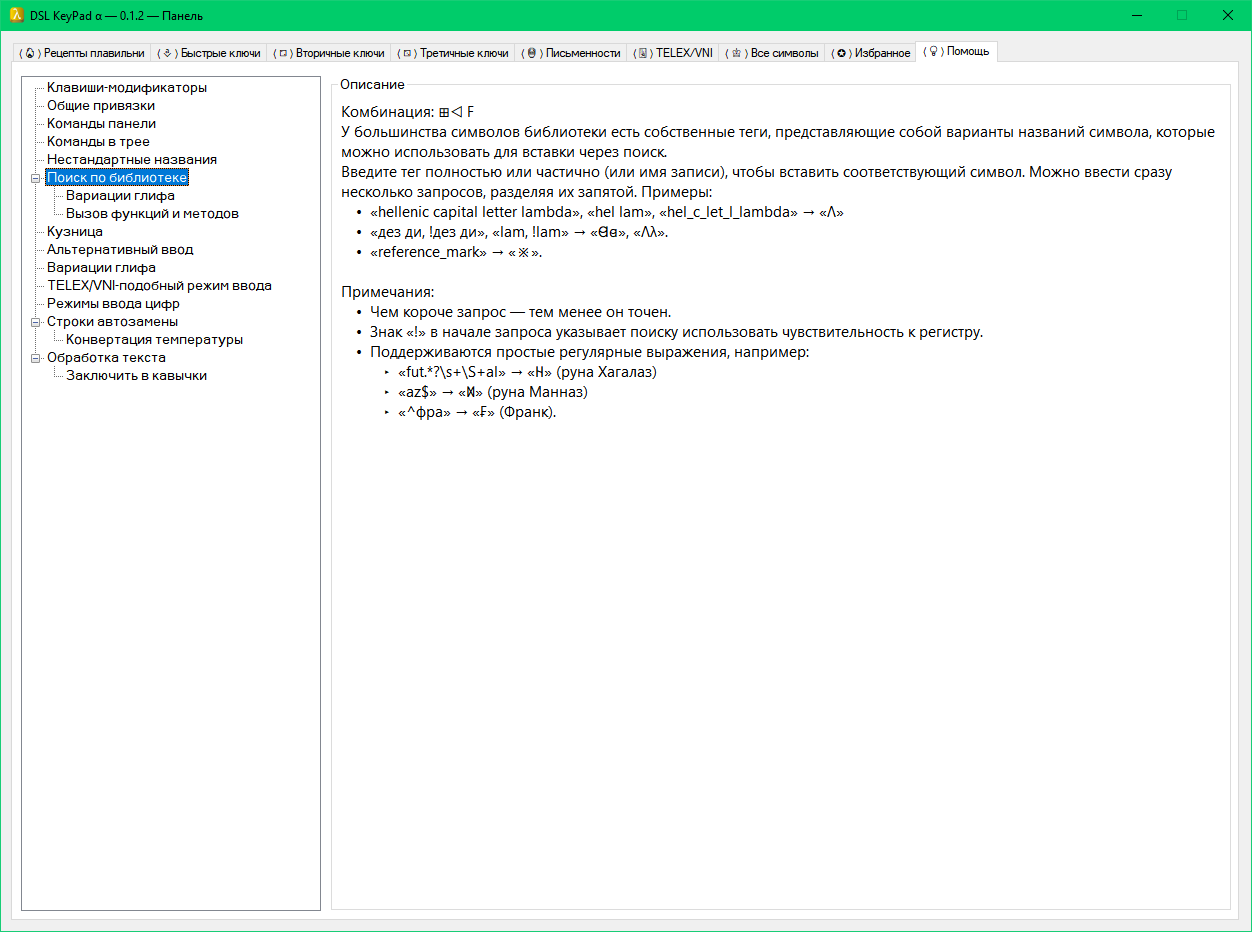 DSL KeyPad α — 0.1.2 — Панель
Рецепты плавильни
Быстрые ключи
Вторичные ключи
Третичные ключи
Письменности
TELEX/VNI
Все символы
Избранное
Помощь
Клавиши-модификаторы
Общие привязки
Команды панели
Команды в трее
Нестандартные названия
Поиск по библиотеке
Вариации глифа
Вызов функций и методов
Кузница
Альтернативный ввод
Вариации глифа
TELEX/VNI-подобный режим ввода
Режимы ввода цифр
Строки автозамены
Конвертация температуры
Обработка текста
Заключить в кавычки
Описание
Комбинация: ⊞◁ F
У большинства символов библиотеки есть собственные теги, представляющие собой варианты названий символа, которые
можно использовать для вставки через поиск.
Введите тег полностью или частично (или имя записи), чтобы вставить соответствующий символ. Можно ввести сразу
несколько запросов, разделяя их запятой. Примеры:
• «hellenic capital letter lambda», «hel lam», «hel_c_let_l_lambda» → «Λ»
• «дез ди, !дез ди», «lam, !lam» → «», «Λλ».
• «reference_mark» → «※».
Примечания:
• Чем короче запрос — тем менее он точен.
• Знак «!» в начале запроса указывает поиску использовать чувствительность к регистру.
• Поддерживаются простые регулярные выражения, например:
‣ «fut.*?\s+\S+al» → «ᚺ» (руна Хагалаз)
‣ «az$» → «ᛗ» (руна Манназ)
‣ «^фра» → «₣» (Франк).